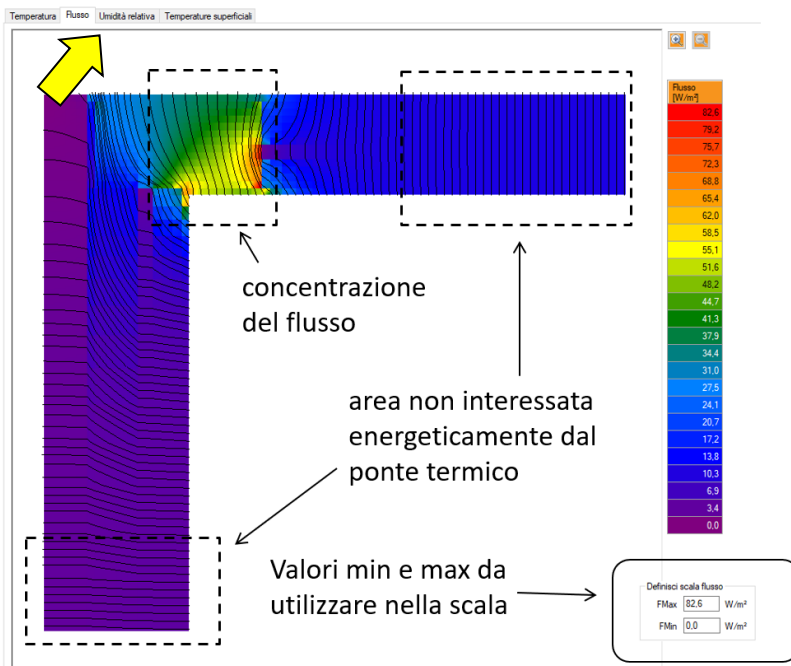 Temperatura
Flusso
Umidità relativa
Temperature superficiali
Flusso
[W/m²]
82,6
79,2
75,7
72,3
68,8
65,4
62,0
58,5
55,1
51,6
48,2
44,7
41,3
37,9
34,4
31,0
27,5
24,1
20,7
17,2
13,8
10,3
6,9
3,4
0,0
concentrazione
del flusso
area non interessata
energeticamente dal
ponte termico
Valori min e max da
utilizzare nella scala
Definisci scala flusso
FMax 82,6 W/m²
FMin 0,0 W/m²